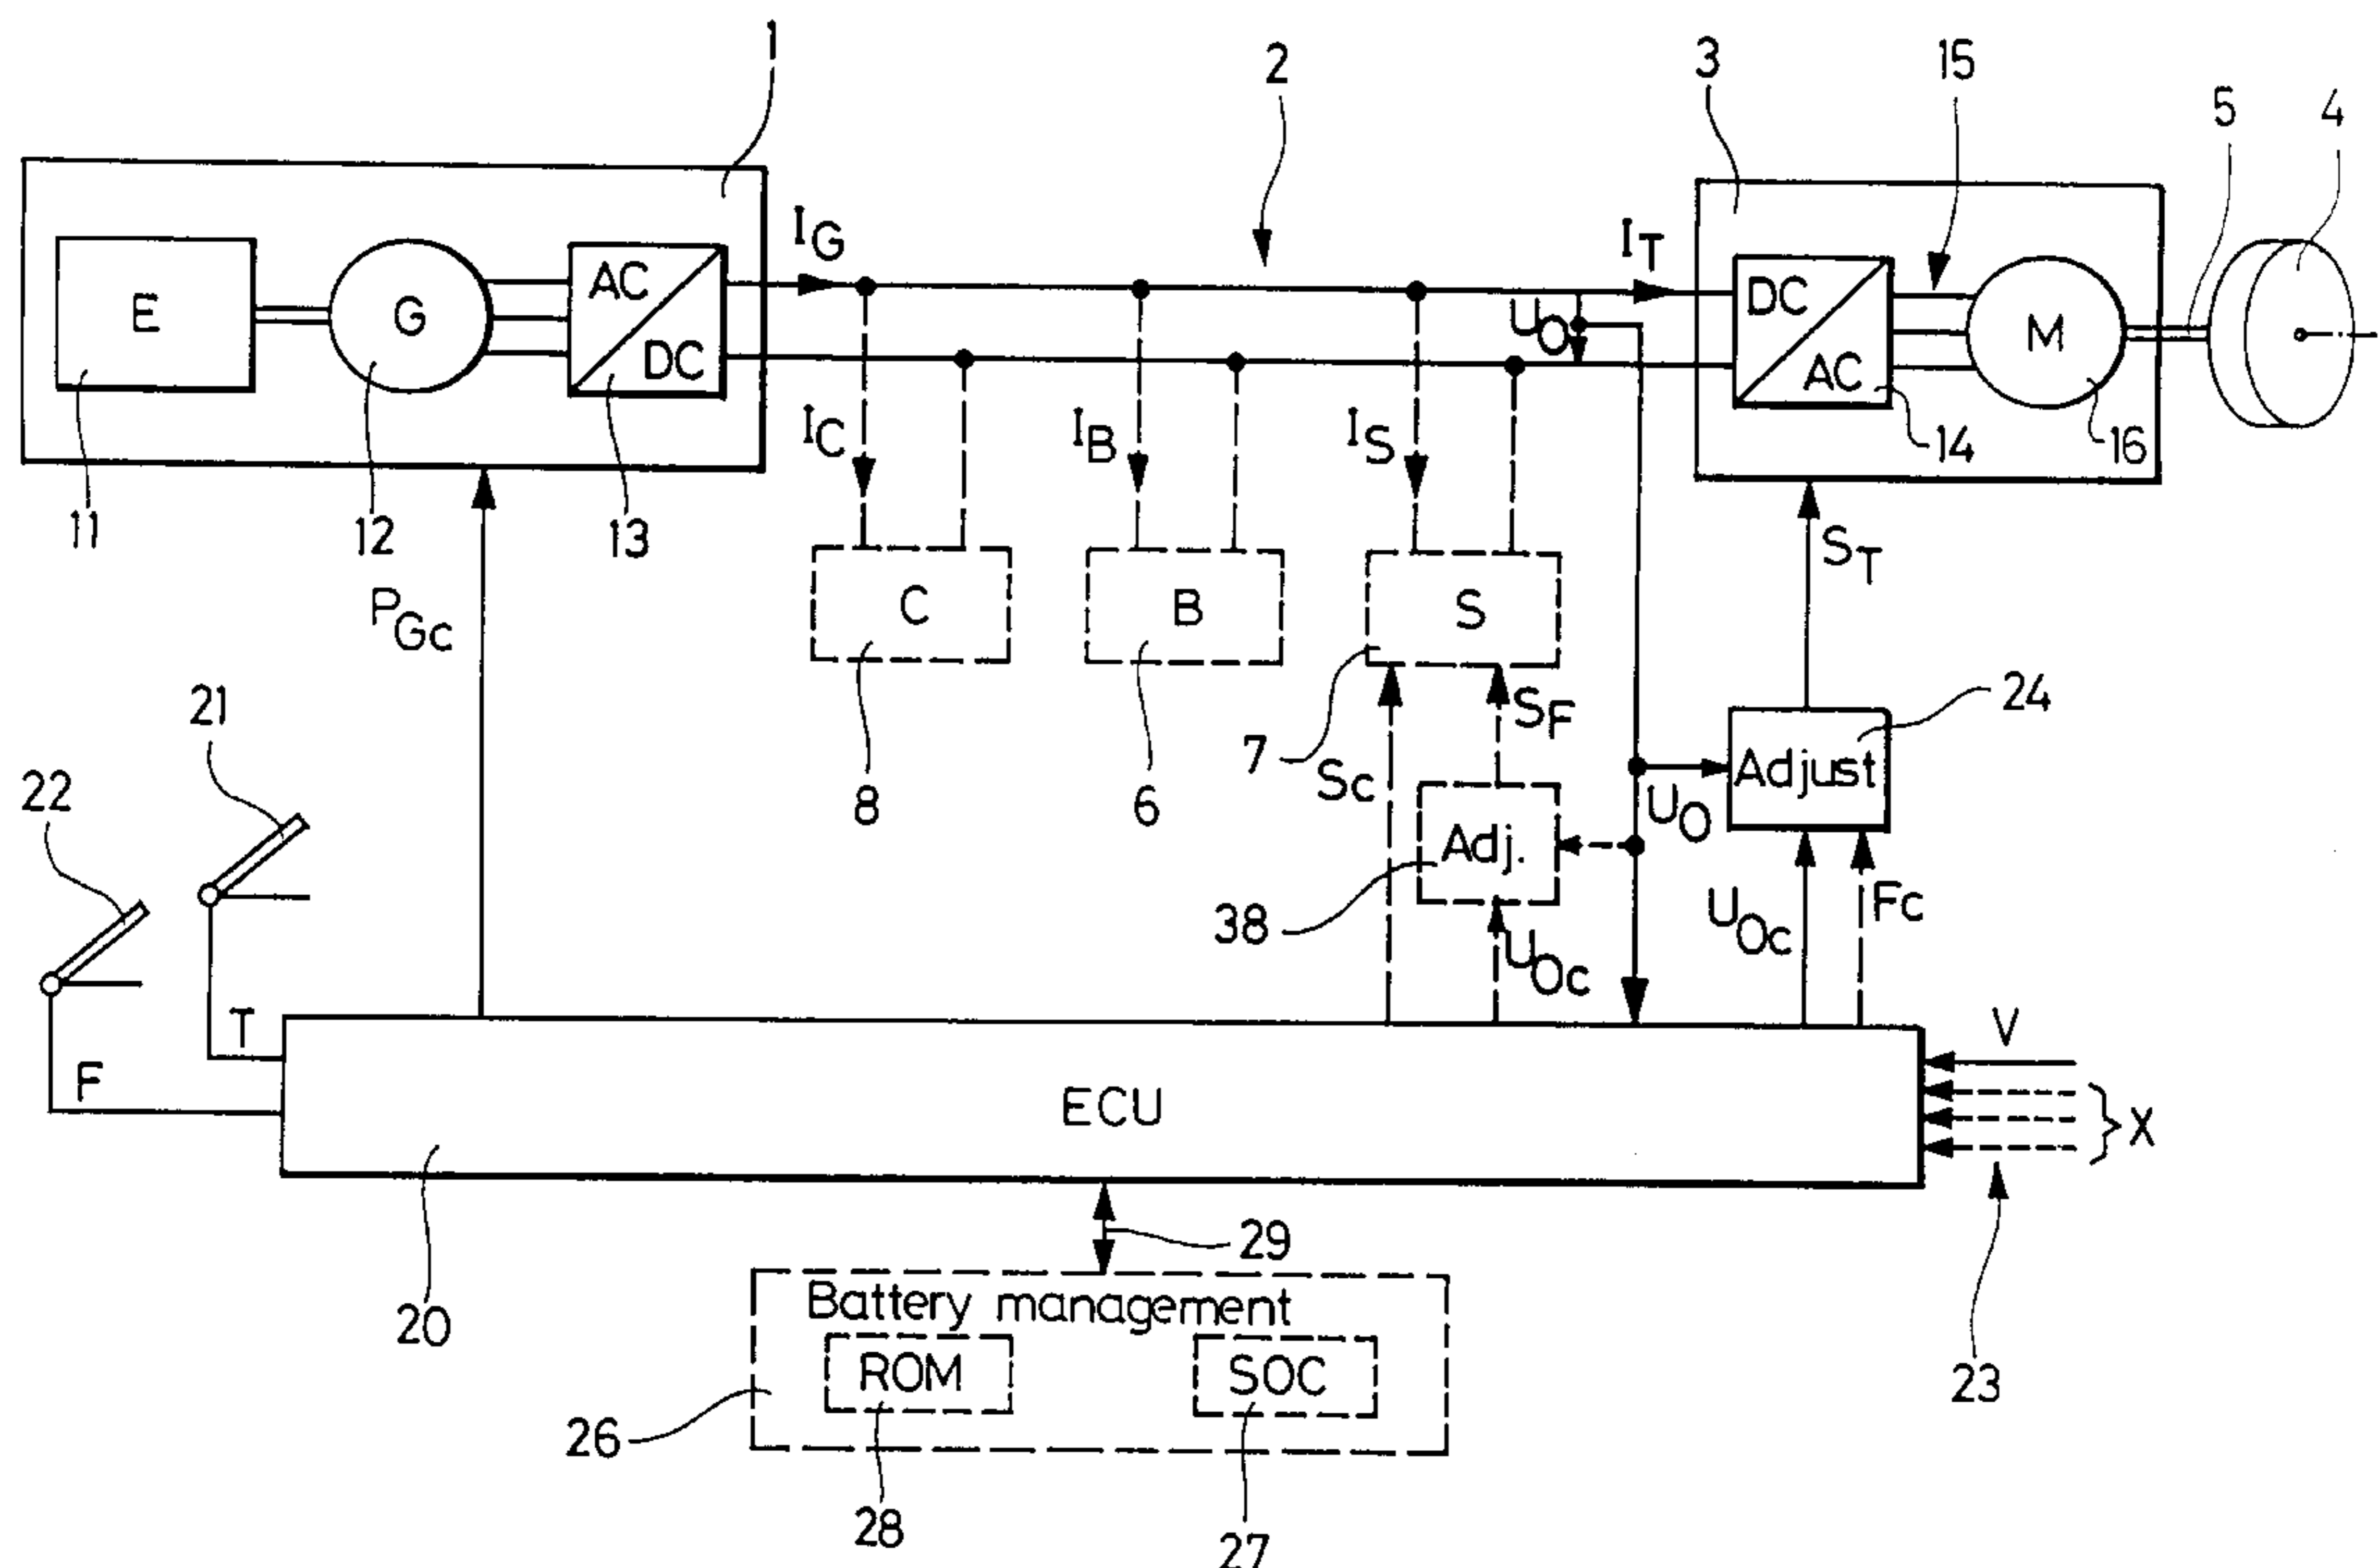 1
2
3
15
5
4
I_G
I_T
E
G
AC
DC
U_O
DC
AC
M
11
12
13
I_C
I_B
I_S
14
16
P_Gc
C
B
S
S_T
8
6
7
Sc
S_F
24
21
22
Adj.
U_O
Adjust
38
U_Oc
U_Oc
Fc
T
F
ECU
V
X
20
29
23
Battery management
ROM
SOC
26
28
27